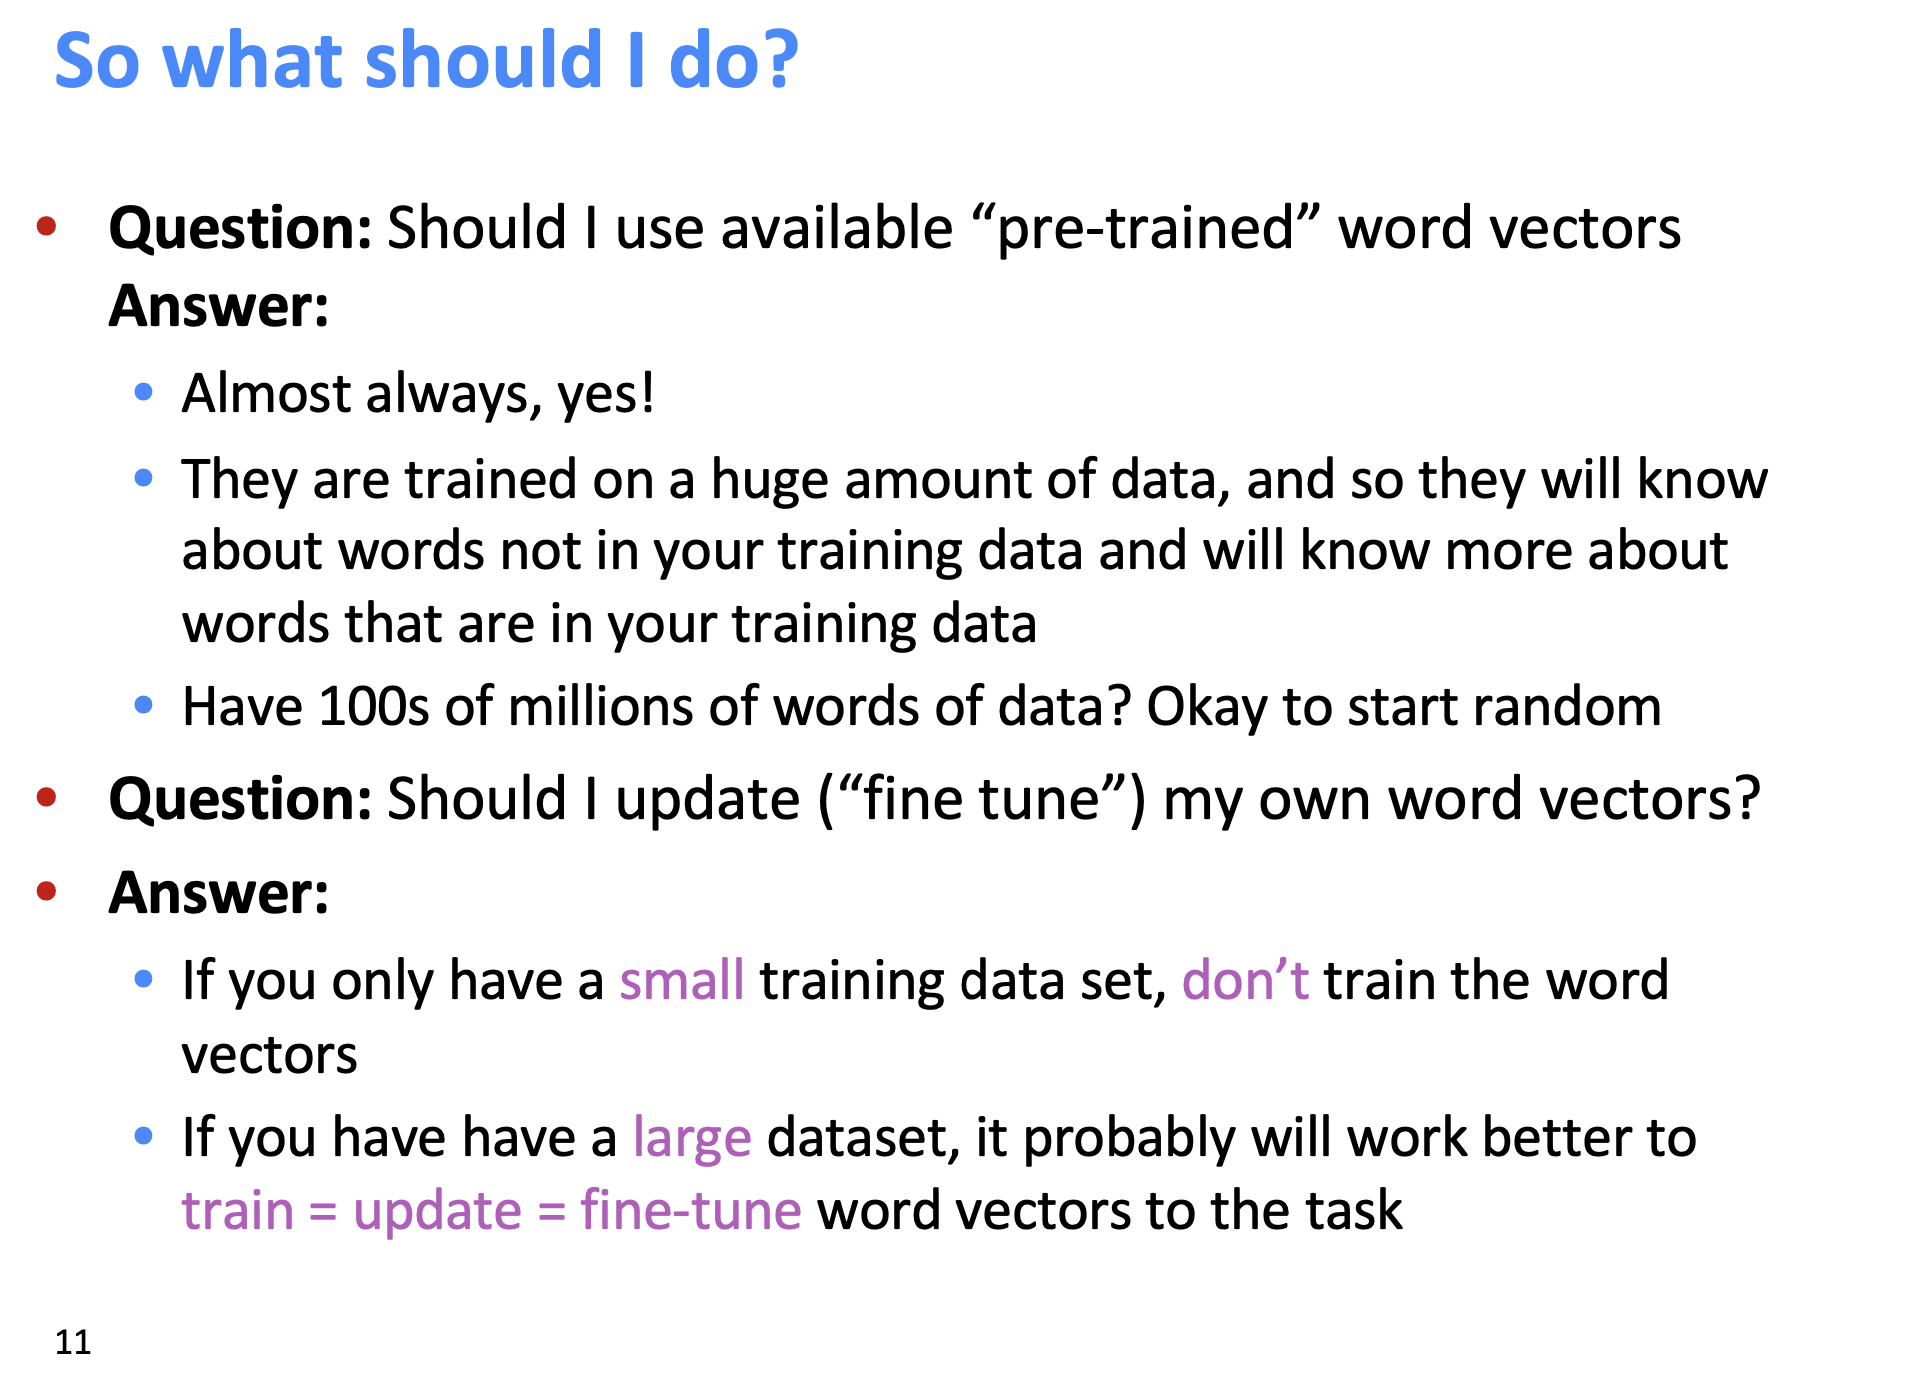 So what should I do?
• Question: Should I use available “pre-trained” word vectors
Answer:
• Almost always, yes!
• They are trained on a huge amount of data, and so they will know
about words not in your training data and will know more about
words that are in your training data
• Have 100s of millions of words of data? Okay to start random
• Question: Should I update (“fine tune”) my own word vectors?
• Answer:
• If you only have a small training data set, don’t train the word
vectors
• If you have have a large dataset, it probably will work better to
train = update = fine-tune word vectors to the task
11